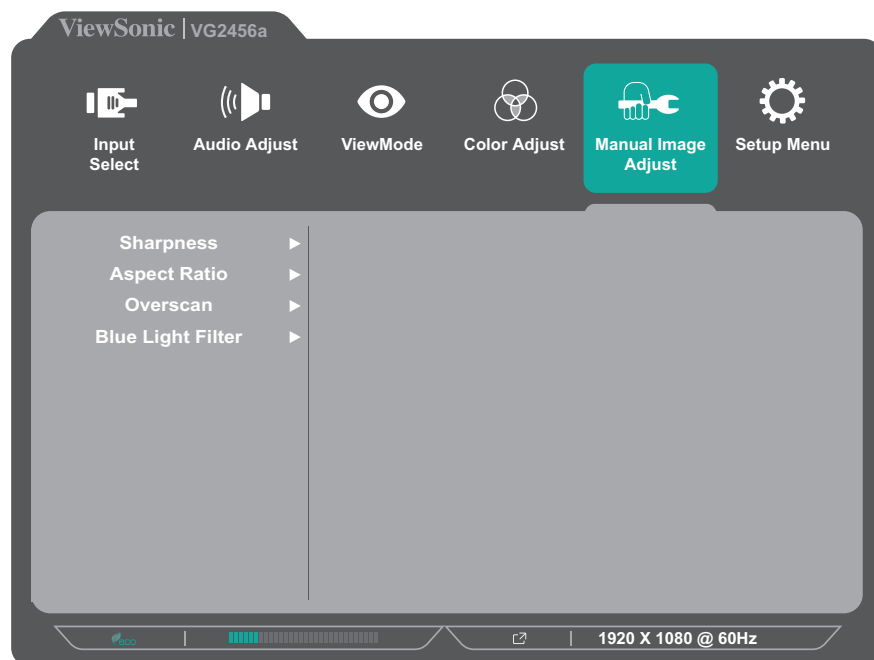 ViewSonic | VG2456a
Input Select
Audio Adjust
ViewMode
Color Adjust
Manual Image Adjust
Setup Menu
Sharpness
Aspect Ratio
Overscan
Blue Light Filter
eco
1920 X 1080 @ 60Hz